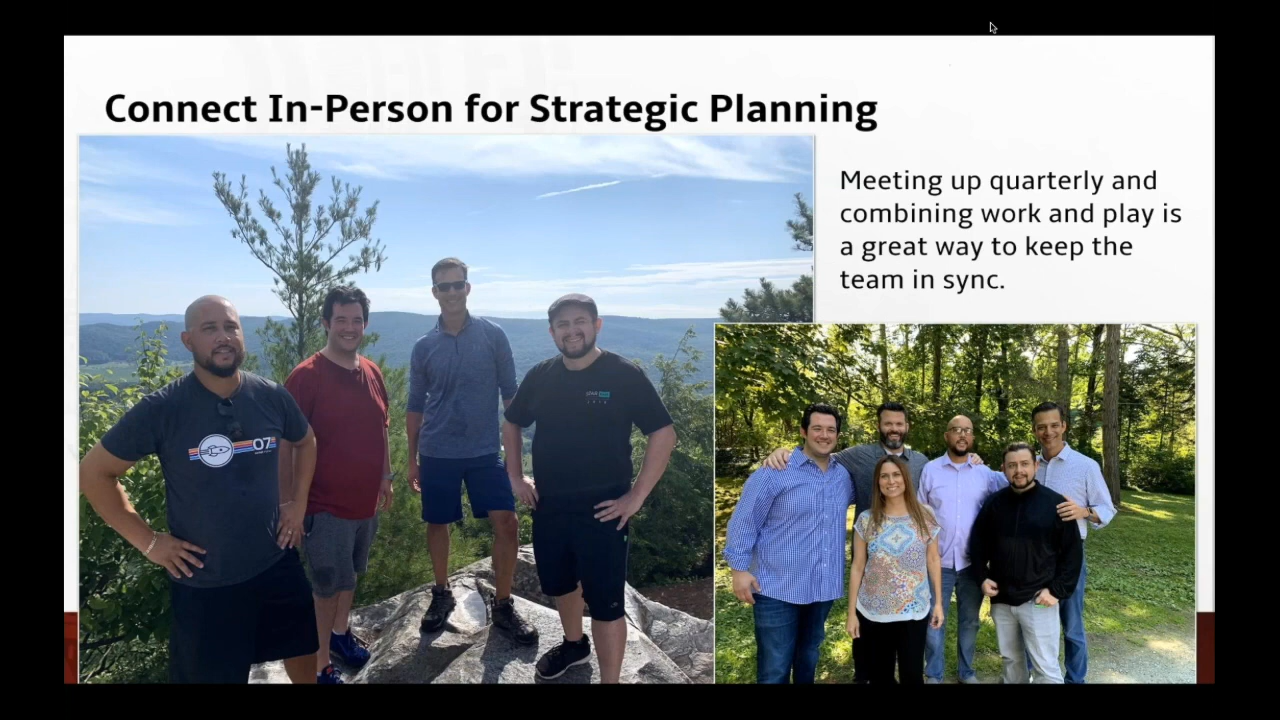 Connect In-Person for Strategic Planning
Meeting up quarterly and
combining work and play is
a great way to keep the
team in sync.
07